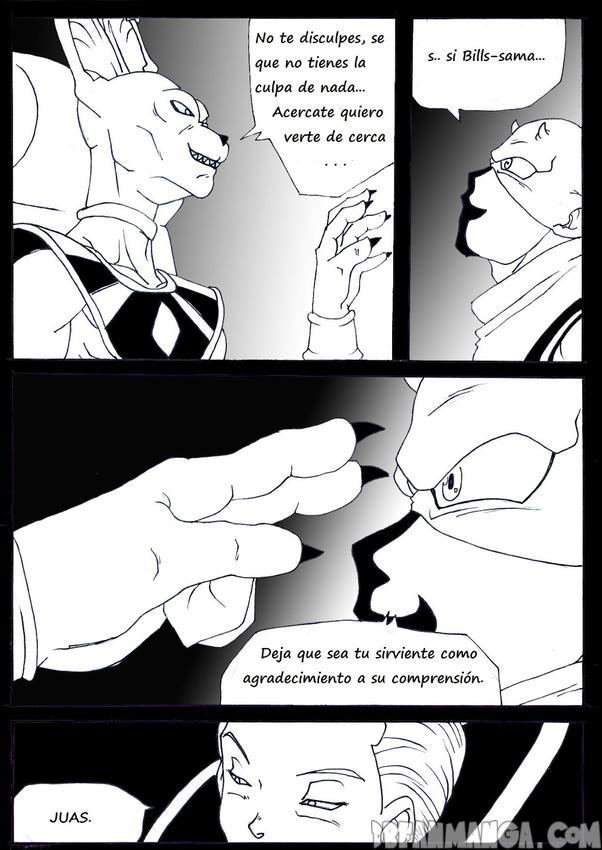 No te disculpes, se
que no tienes la
culpa de nada...
Acercate quiero
verte de cerca
...
s.. si Bills-sama...
Deja que sea tu sirviente como
agradecimiento a su comprensión.
JUAS.
DBFANMANGA.COM